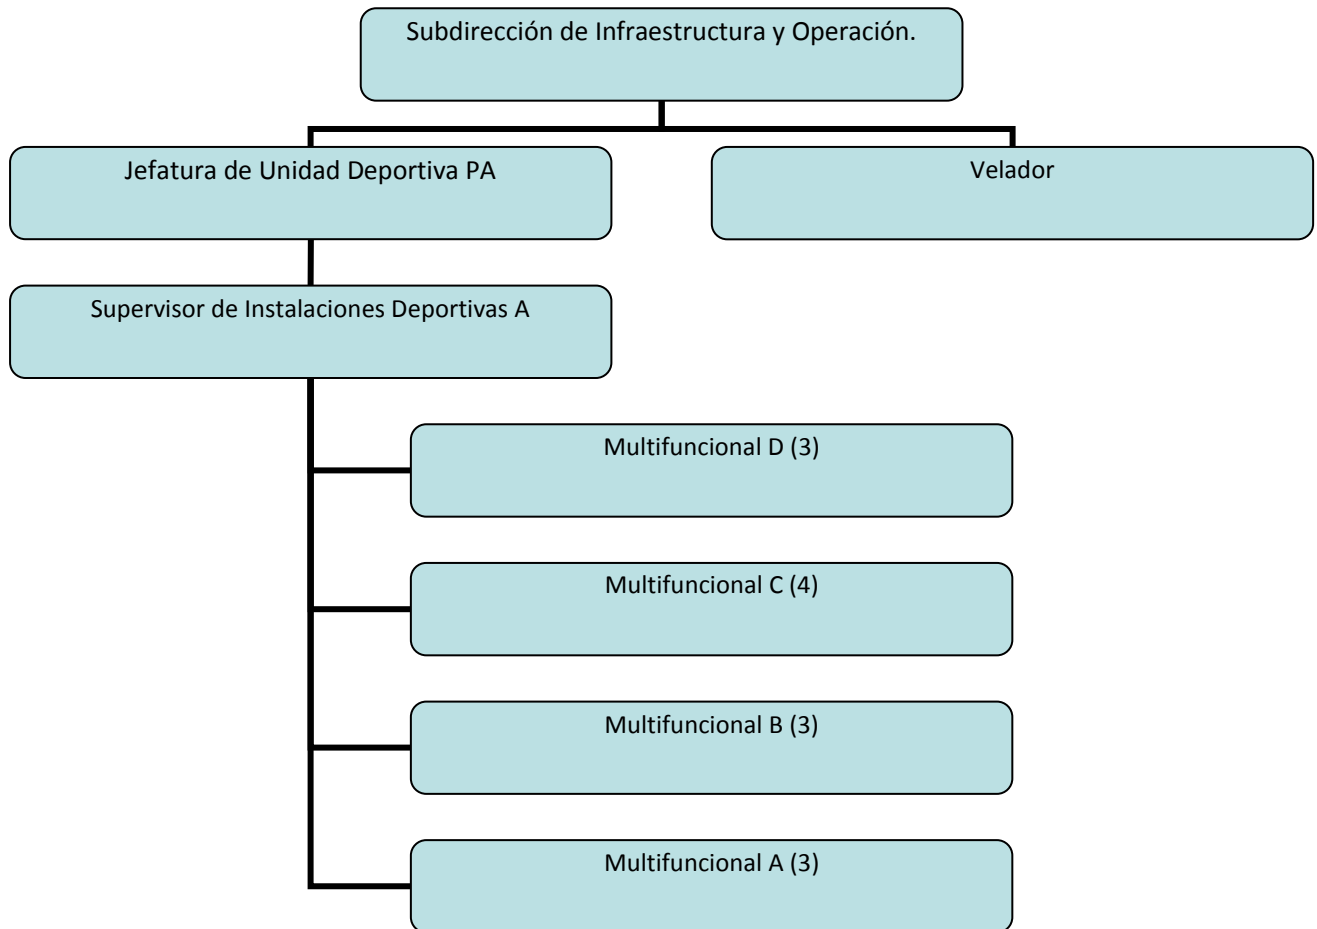 Subdirección de Infraestructura y Operación.
Jefatura de Unidad Deportiva PA
Velador
Supervisor de Instalaciones Deportivas A
Multifuncional D (3)
Multifuncional C (4)
Multifuncional B (3)
Multifuncional A (3)